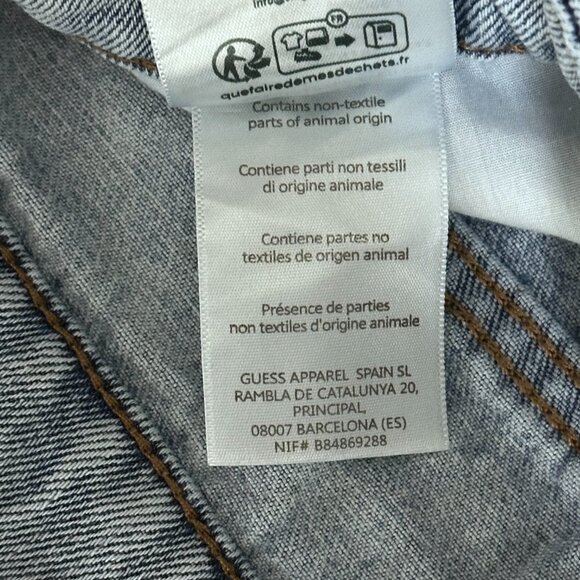 FR
quefairedemesdechets.fr
Contains non-textile
parts of animal origin
Contiene parti non tessili
di origine animale
Contiene partes no
textiles de origen animal
Présence de parties
non textiles d'origine animale
GUESS APPAREL SPAIN SL
RAMBLA DE CATALUNYA 20,
PRINCIPAL,
08007 BARCELONA (ES)
NIF# B84869288